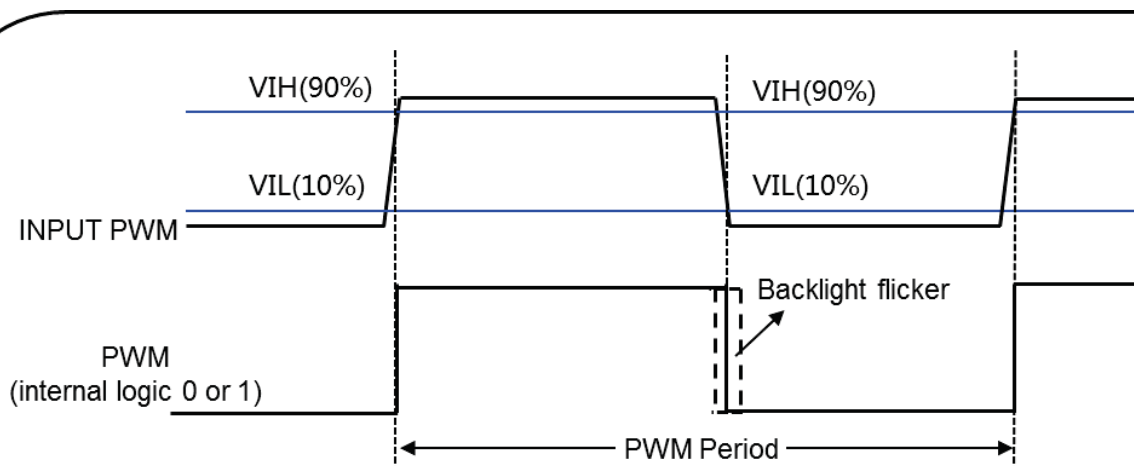 VIH(90%)
VIH(90%)
VIL(10%)
VIL(10%)
INPUT PWM
Backlight flicker
PWM
(internal logic 0 or 1)
PWM Period